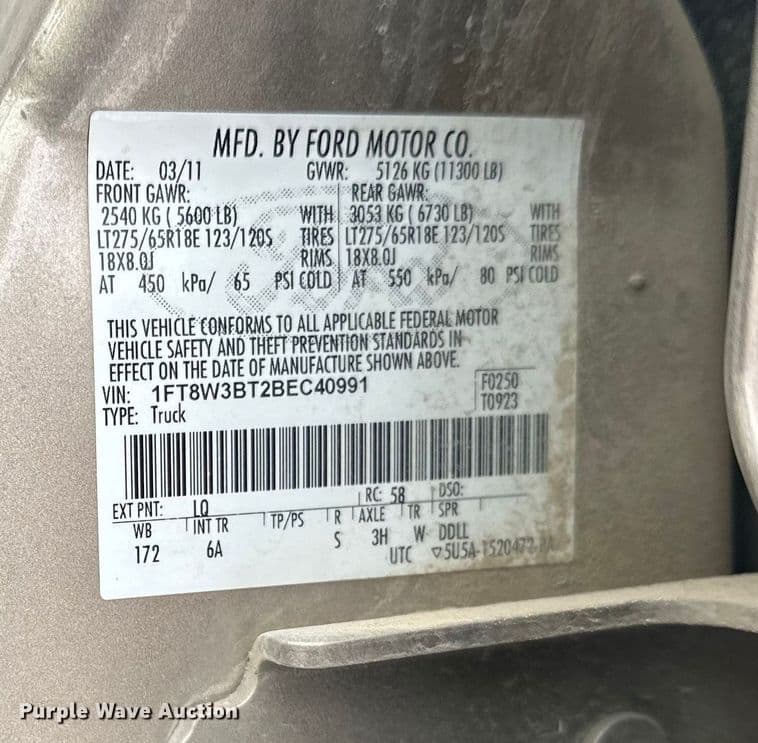 MFD. BY FORD MOTOR CO.
DATE: 03/11 GVWR: 5126 KG (11300 LB)
FRONT GAWR: REAR GAWR:
2540 KG ( 5600 LB) WITH 3053 KG ( 6730 LB) WITH
LT275/65R18E 123/120S TIRES LT275/65R18E 123/120S TIRES
18X8.0J RIMS 18X8.0J RIMS
AT 450 kPa/ 65 PSI COLD AT 550 kPa/ 80 PSI COLD
THIS VEHICLE CONFORMS TO ALL APPLICABLE FEDERAL MOTOR
VEHICLE SAFETY AND THEFT PREVENTION STANDARDS IN
EFFECT ON THE DATE OF MANUFACTURE SHOWN ABOVE.
VIN: 1FT8W3BT2BEC40991 F0250
TYPE: Truck T0923
EXT PNT: LQ RC: 58 DSO:
WB INT TR TP/PS R AXLE TR SPR
172 6A S 3H W DDLL
UTC ▽5U5A-1520472-
Purple Wave Auction